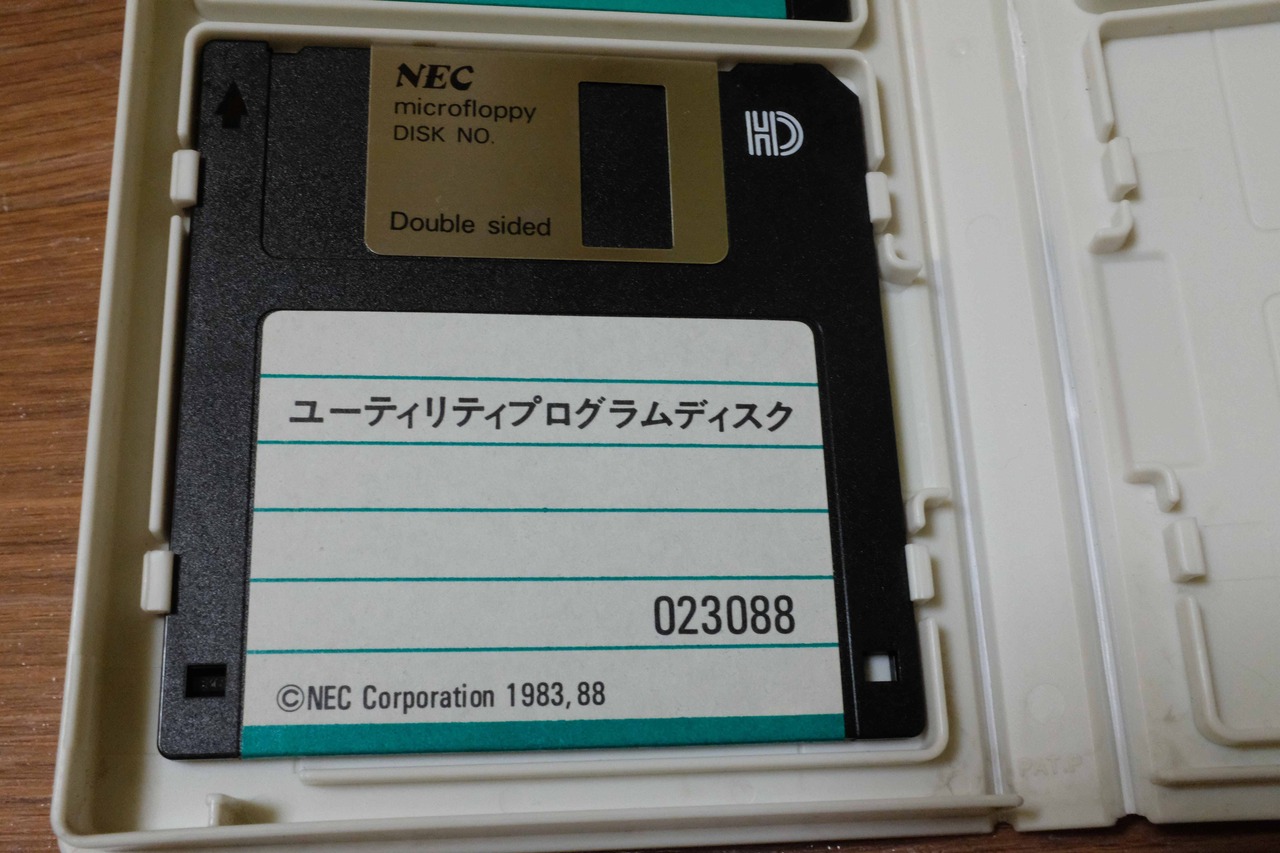 NEC
microfloppy
DISK NO.
Double sided
HD
ユーティリティプログラムディスク
023088
©NEC Corporation 1983, 88
PAT.P